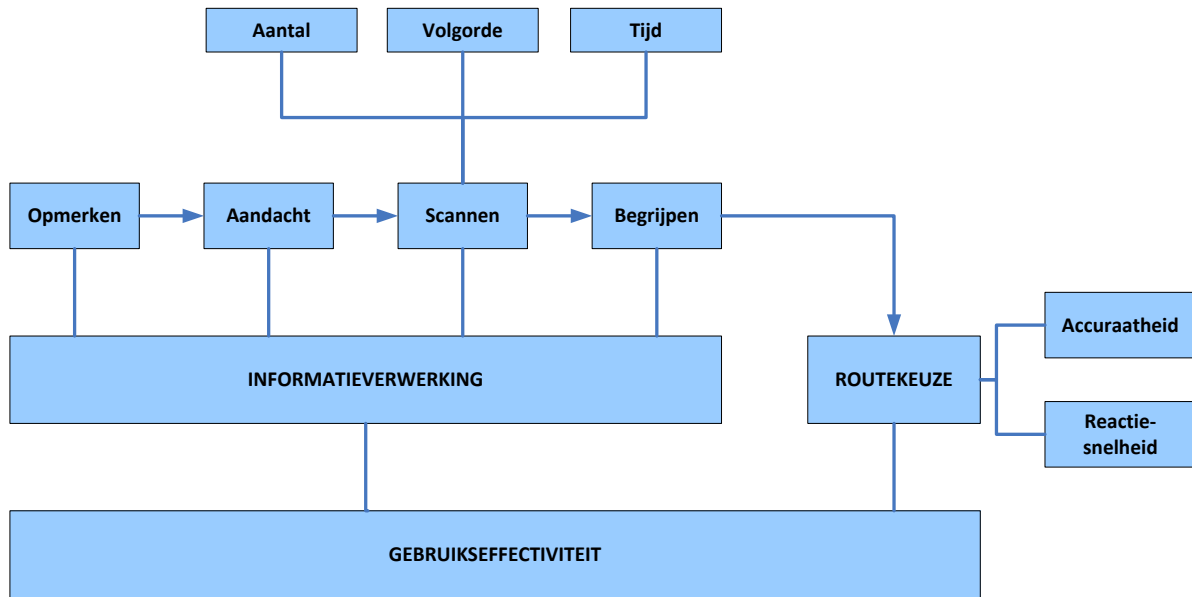 Aantal
Volgorde
Tijd
Opmerken
Aandacht
Scannen
Begrijpen
INFORMATIEVERWERKING
ROUTEKEUZE
Accuraatheid
Reactie-
snelheid
GEBRUIKSEFFECTIVITEIT